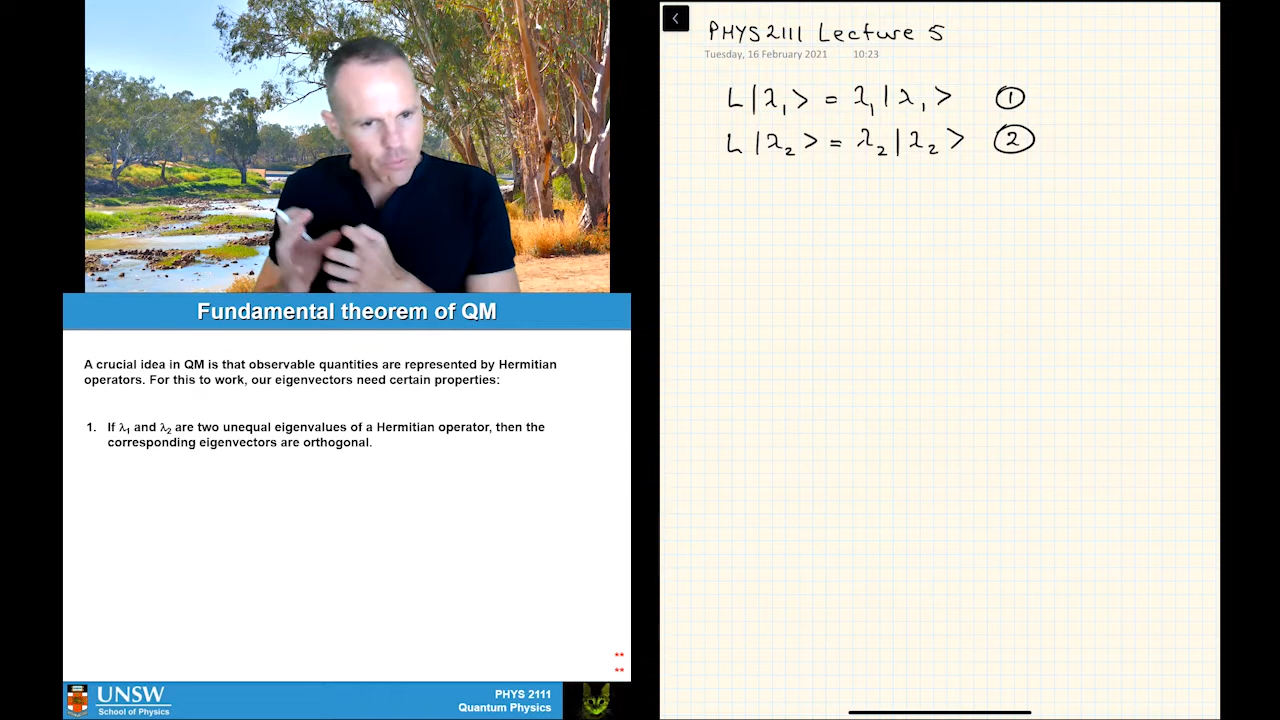 Fundamental theorem of QM
A crucial idea in QM is that observable quantities are represented by Hermitian
operators. For this to work, our eigenvectors need certain properties:
1. If λ₁ and λ₂ are two unequal eigenvalues of a Hermitian operator, then the
corresponding eigenvectors are orthogonal.
**
**
UNSW
School of Physics
PHYS 2111
Quantum Physics
PHYS2111 Lecture 5
Tuesday, 16 February 2021 10:23
L|λ₁> = λ₁|λ₁> ①
L|λ₂> = λ₂|λ₂> ②